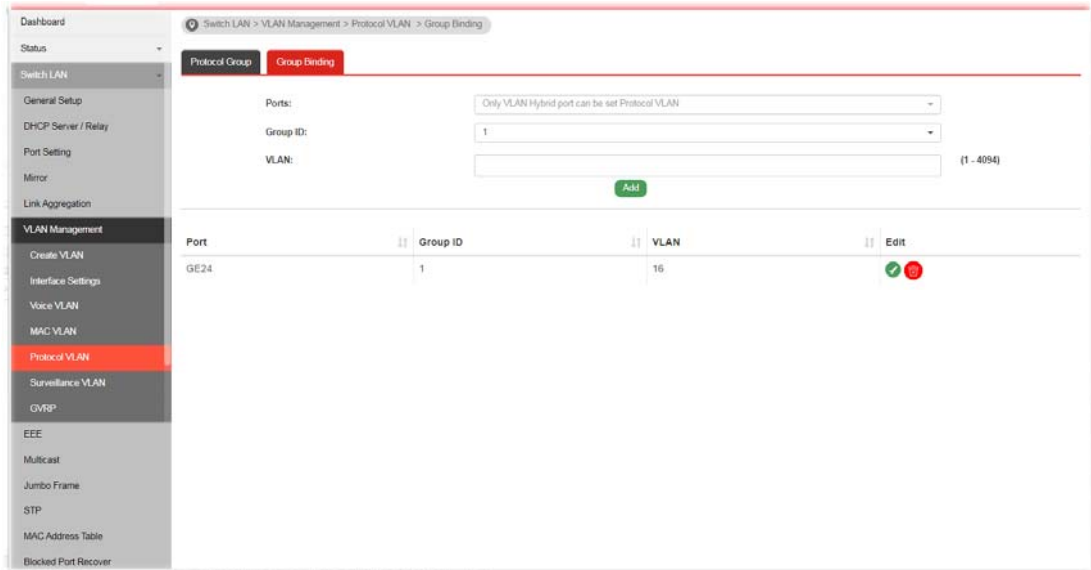 Dashboard
Status
Switch LAN
General Setup
DHCP Server / Relay
Port Setting
Mirror
Link Aggregation
VLAN Management
Create VLAN
Interface Settings
Voice VLAN
MAC VLAN
Protocol VLAN
Surveillance VLAN
GVRP
EEE
Multicast
Jumbo Frame
STP
MAC Address Table
Blocked Port Recover
Switch LAN > VLAN Management > Protocol VLAN > Group Binding
Protocol Group Group Binding
Ports: Only VLAN Hybrid port can be set Protocol VLAN
Group ID: 1
VLAN: (1 - 4094)
Add
Port Group ID VLAN Edit
GE24 1 16